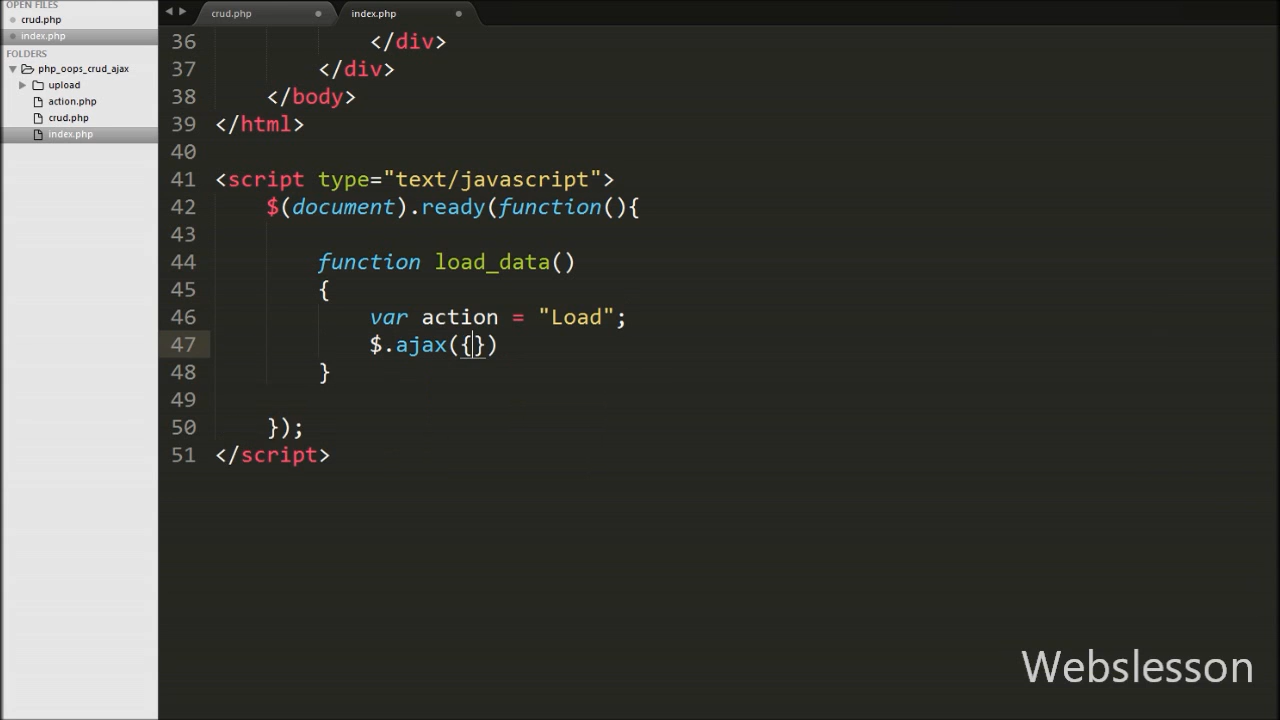 OPEN FILES
crud.php
index.php
FOLDERS
php_oops_crud_ajax
upload
action.php
crud.php
index.php
crud.php
index.php
36 </div>
37 </div>
38 </body>
39 </html>
40
41 <script type="text/javascript">
42 $(document).ready(function(){
43
44 function load_data()
45 {
46 var action = "Load";
47 $.ajax({})
48 }
49
50 });
51 </script>
Webslesson